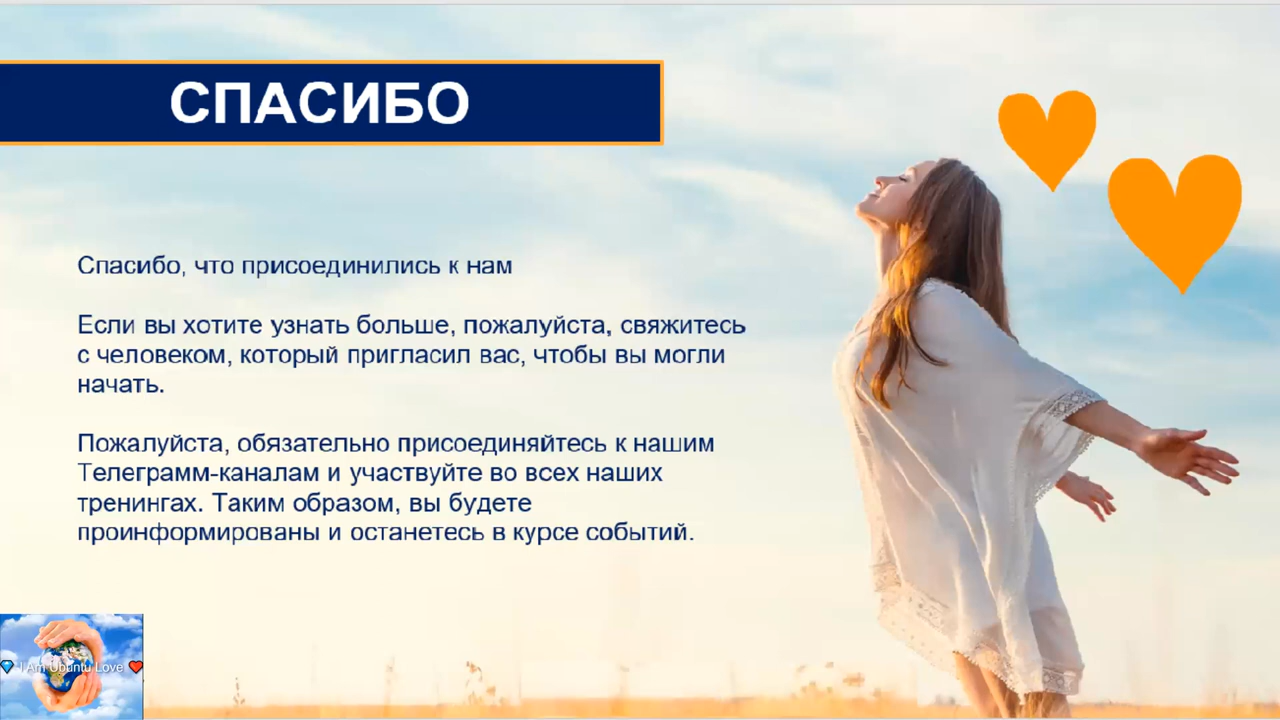 СПАСИБО
Спасибо, что присоединились к нам
Если вы хотите узнать больше, пожалуйста, свяжитесь
с человеком, который пригласил вас, чтобы вы могли
начать.
Пожалуйста, обязательно присоединяйтесь к нашим
Телеграмм-каналам и участвуйте во всех наших
тренингах. Таким образом, вы будете
проинформированы и останетесь в курсе событий.
I Am Ubuntu Love